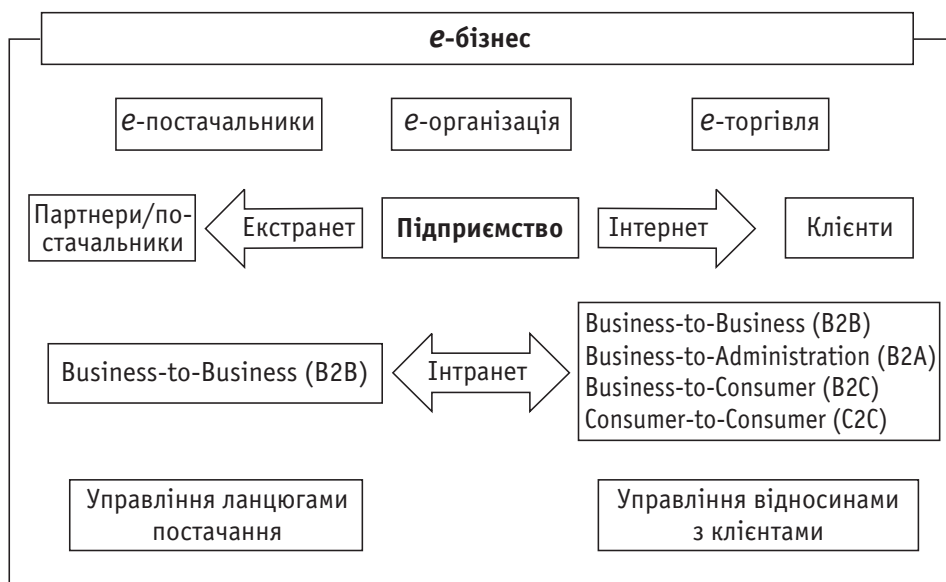 e-бізнес
e-постачальники
e-організація
e-торгівля
Партнери/по-
стачальники
Екстранет
Підприємство
Інтернет
Клієнти
Business-to-Business (B2B)
Інтранет
Business-to-Business (B2B)
Business-to-Administration (B2A)
Business-to-Consumer (B2C)
Consumer-to-Consumer (C2C)
Управління ланцюгами
постачання
Управління відносинами
з клієнтами